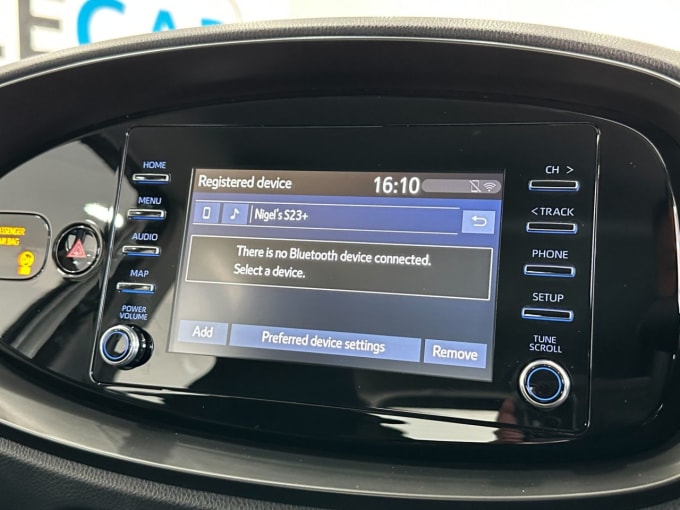 HOME
MENU
AUDIO
MAP
POWER
VOLUME
Registered device
16:10
Nigel's S23+
There is no Bluetooth device connected.
Select a device.
Add
Preferred device settings
Remove
CH >
< TRACK
PHONE
SETUP
TUNE
SCROLL